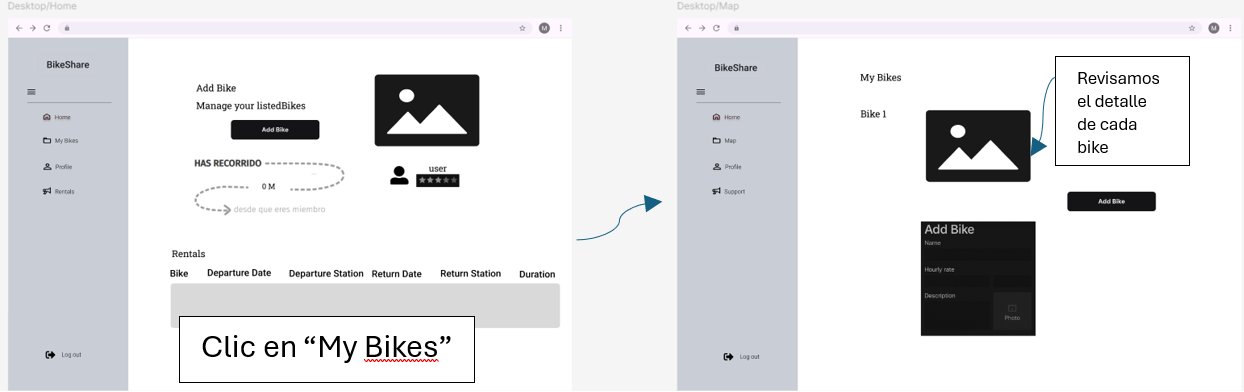 Desktop/Home
M
BikeShare
Home
My Bikes
Profile
Rentals
Log out
Add Bike
Manage your listedBikes
Add Bike
HAS RECORRIDO
0 M
desde que eres miembro
user
Rentals
Bike Departure Date Departure Station Return Date Return Station Duration
Clic en “My Bikes”
Desktop/Map
M
BikeShare
Home
Map
Profile
Support
Log out
My Bikes
Bike 1
Revisamos
el detalle
de cada
bike
Add Bike
Add Bike
Name
Hourly rate
Description
Photo